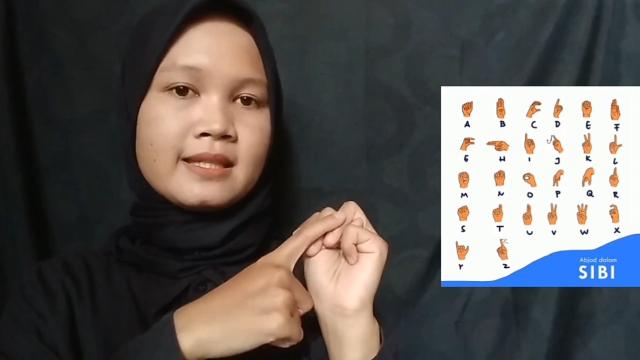 A B C D E F
G H I J K L
M N O P Q R
S T U V W X
Y Z
Abjad dalam
SIBI